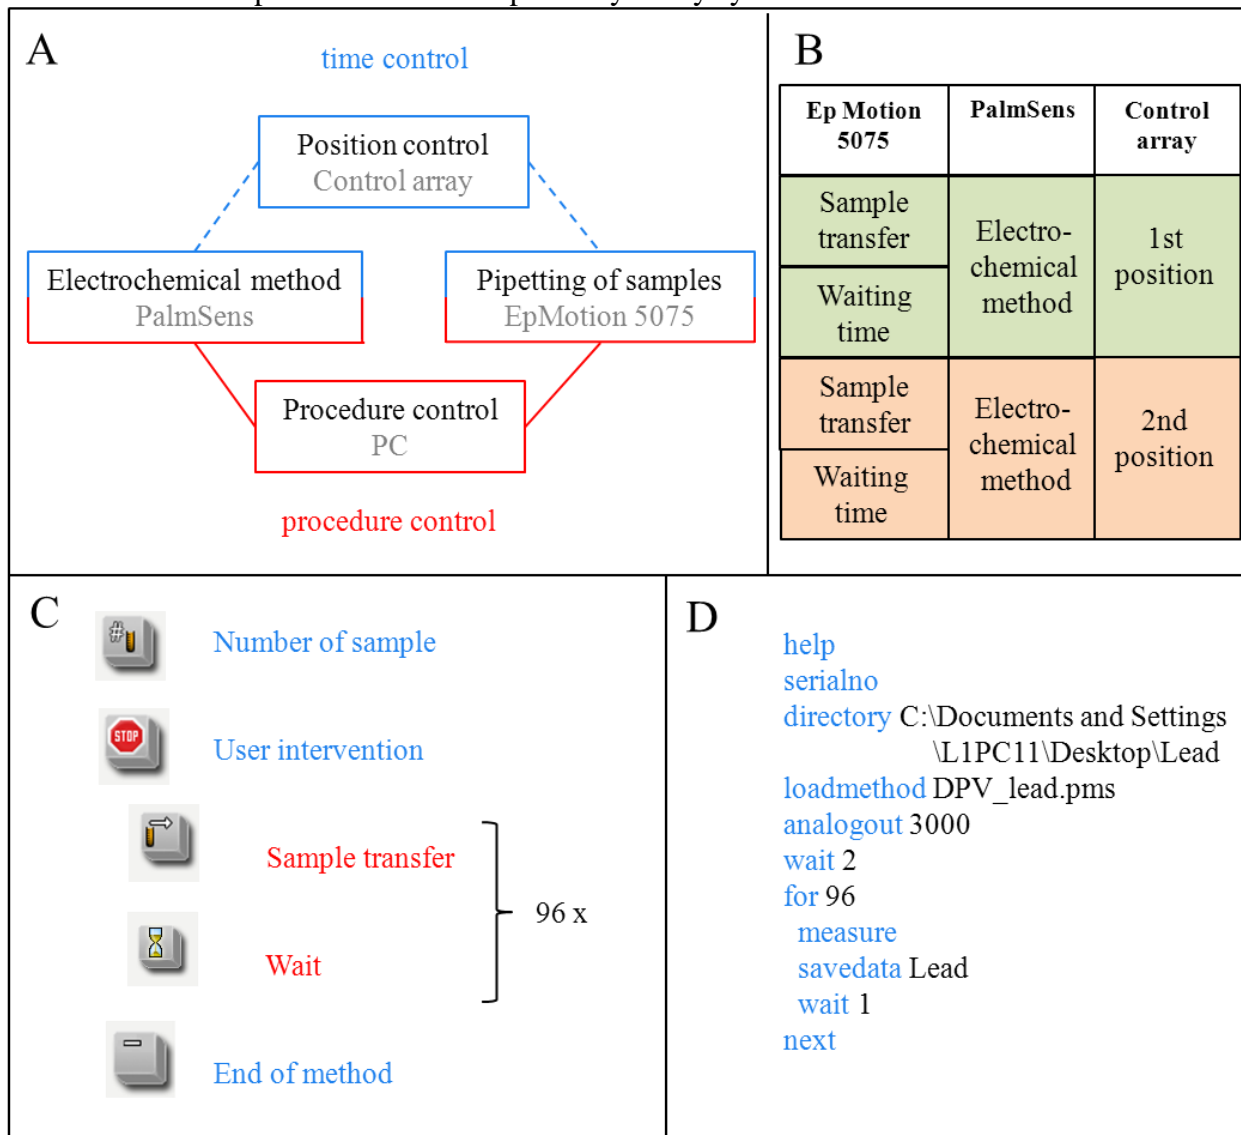 A
time control
Position control
Control array
Electrochemical method
PalmSens
Pipetting of samples
EpMotion 5075
Procedure control
PC
procedure control
B
Ep Motion
5075
PalmSens
Control
array
Sample
transfer
Waiting
time
Electro-
chemical
method
1st
position
Sample
transfer
Waiting
time
Electro-
chemical
method
2nd
position
C
#
Number of sample
STOP
User intervention
Sample transfer
Wait
96 x
End of method
D
help
serialno
directory C:\Documents and Settings
\L1PC11\Desktop\Lead
loadmethod DPV_lead.pms
analogout 3000
wait 2
for 96
measure
savedata Lead
wait 1
next